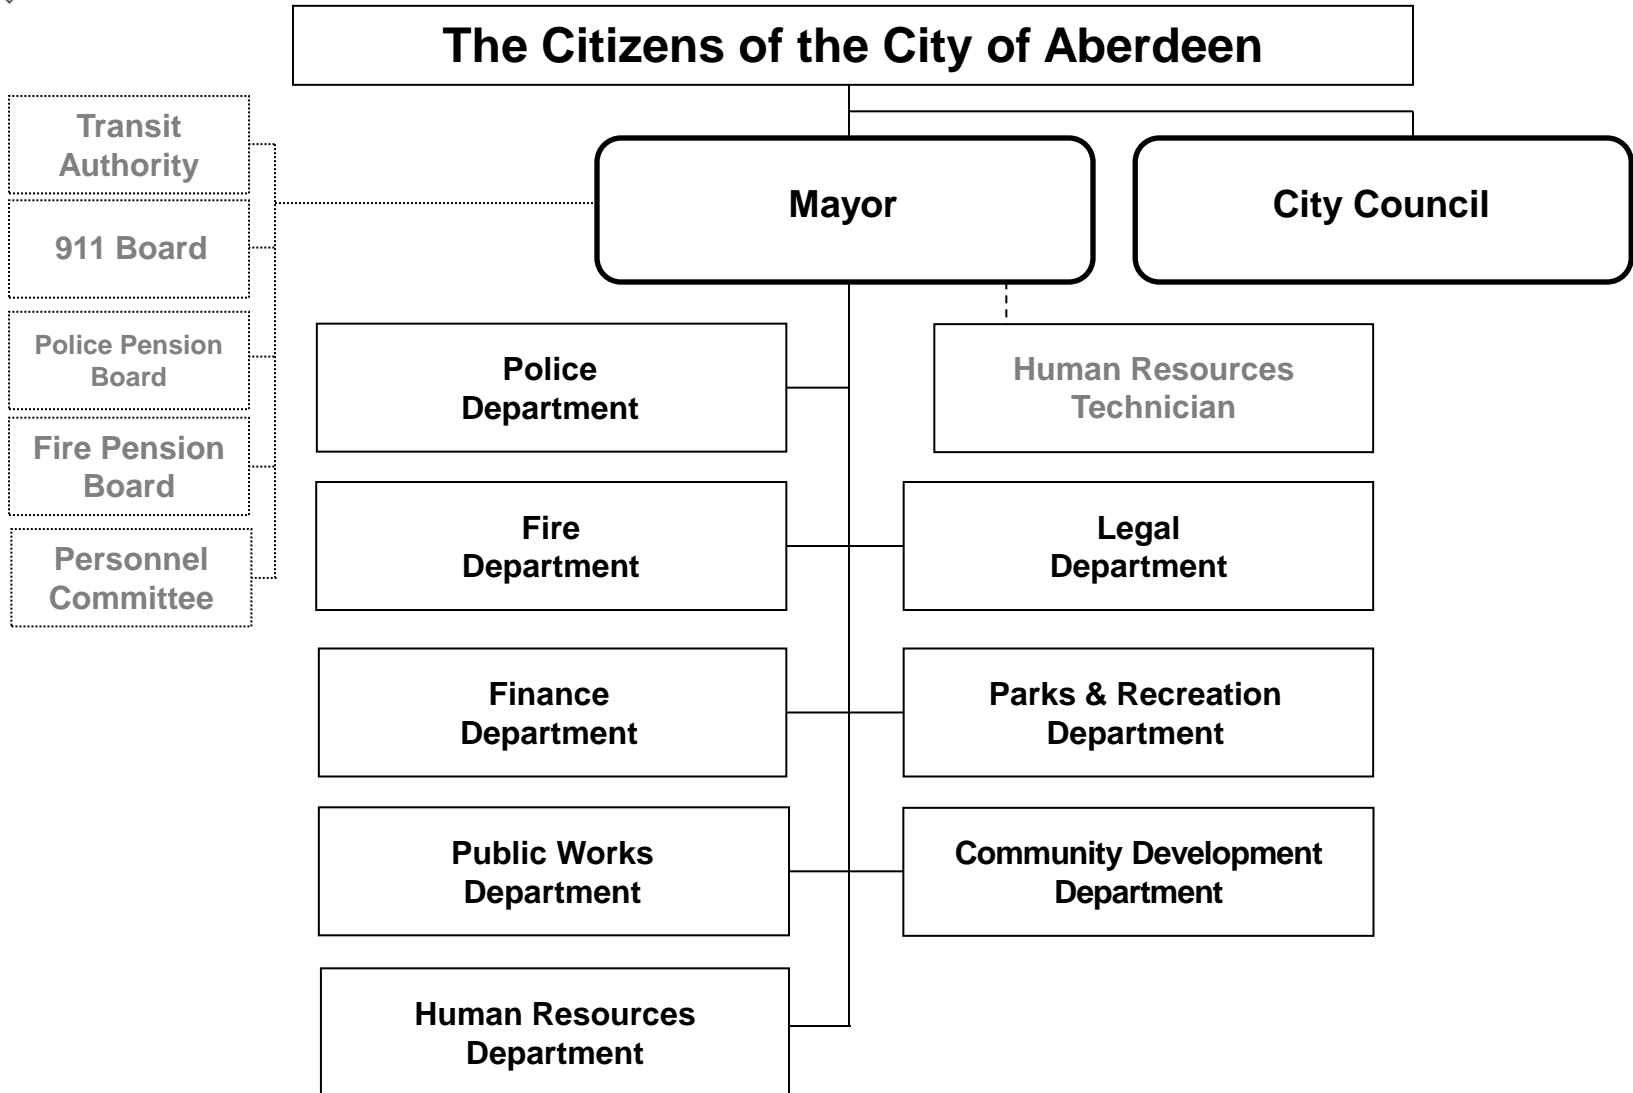 The Citizens of the City of Aberdeen
Transit
Authority
911 Board
Police Pension
Board
Fire Pension
Board
Personnel
Committee
Mayor
City Council
Police
Department
Human Resources
Technician
Fire
Department
Legal
Department
Finance
Department
Parks & Recreation
Department
Public Works
Department
Community Development
Department
Human Resources
Department